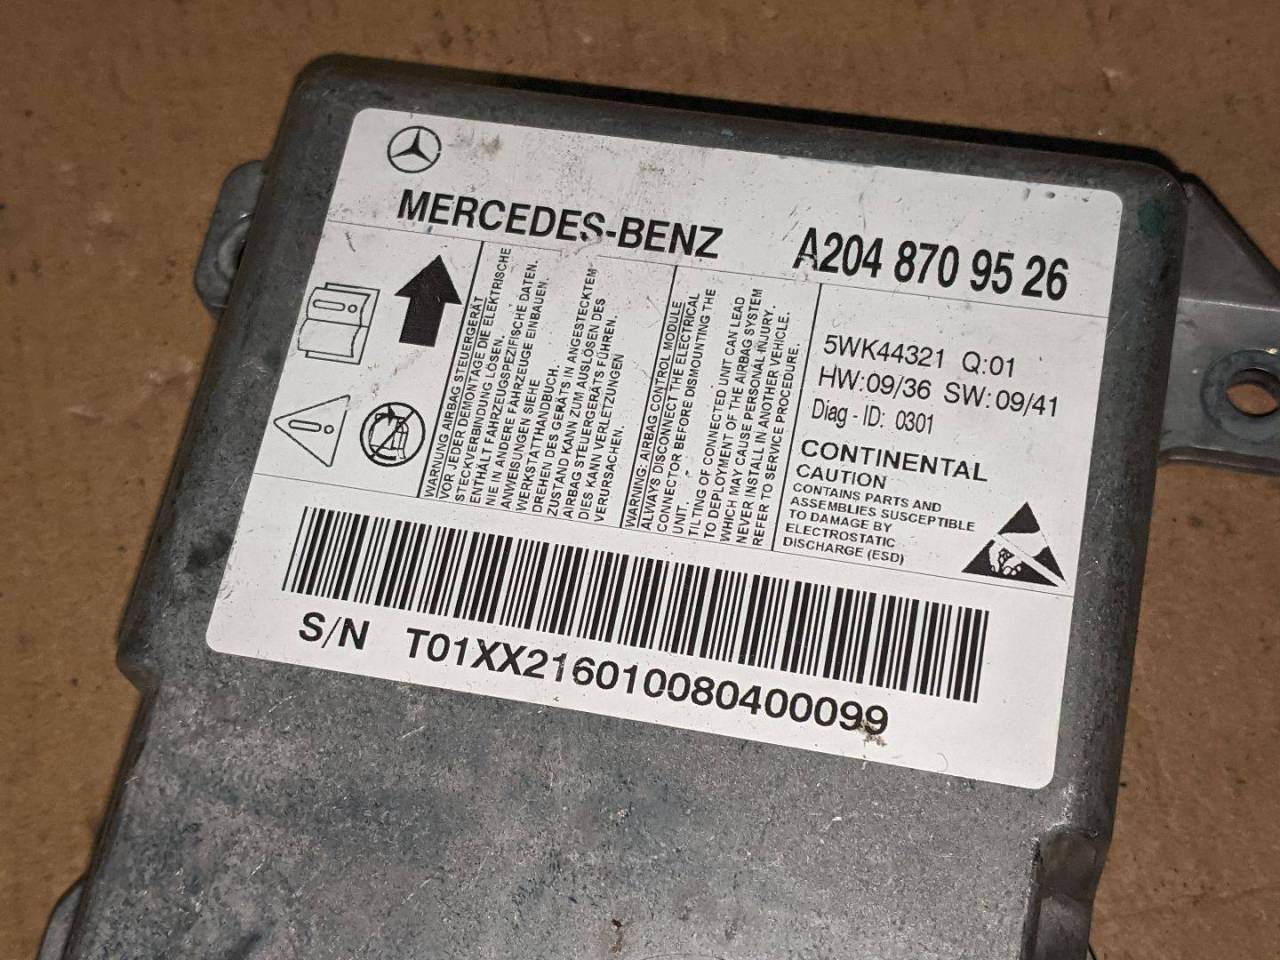 MERCEDES-BENZ
A204 870 95 26
WARNUNG AIRBAG STEUERGERÄT
VOR JEDER DEMONTAGE DIE ELEKTRISCHE
STECKVERBINDUNG LÖSEN.
ENTHÄLT FAHRZEUGSPEZIFISCHE DATEN.
NIE IN ANDERE FAHRZEUGE EINBAUEN.
ANWEISUNGEN SIEHE
WERKSTATTHANDBUCH.
DREHEN DES GERÄTS IN ANGESTECKTEM
ZUSTAND KANN ZUM AUSLÖSEN DES
AIRBAG STEUERGERÄTS FÜHREN.
DIES KANN VERLETZUNGEN
VERURSACHEN.
WARNING: AIRBAG CONTROL MODULE
ALWAYS DISCONNECT THE ELECTRICAL
CONNECTOR BEFORE DISMOUNTING THE
UNIT.
TILTING OF CONNECTED UNIT CAN LEAD
TO DEPLOYMENT OF THE AIRBAG SYSTEM
WHICH MAY CAUSE PERSONAL INJURY.
NEVER INSTALL IN ANOTHER VEHICLE.
REFER TO SERVICE PROCEDURE.
5WK44321 Q:01
HW:09/36 SW:09/41
Diag - ID: 0301
CONTINENTAL
CAUTION
CONTAINS PARTS AND
ASSEMBLIES SUSCEPTIBLE
TO DAMAGE BY
ELECTROSTATIC
DISCHARGE (ESD)
S/N T01XX216010080400099